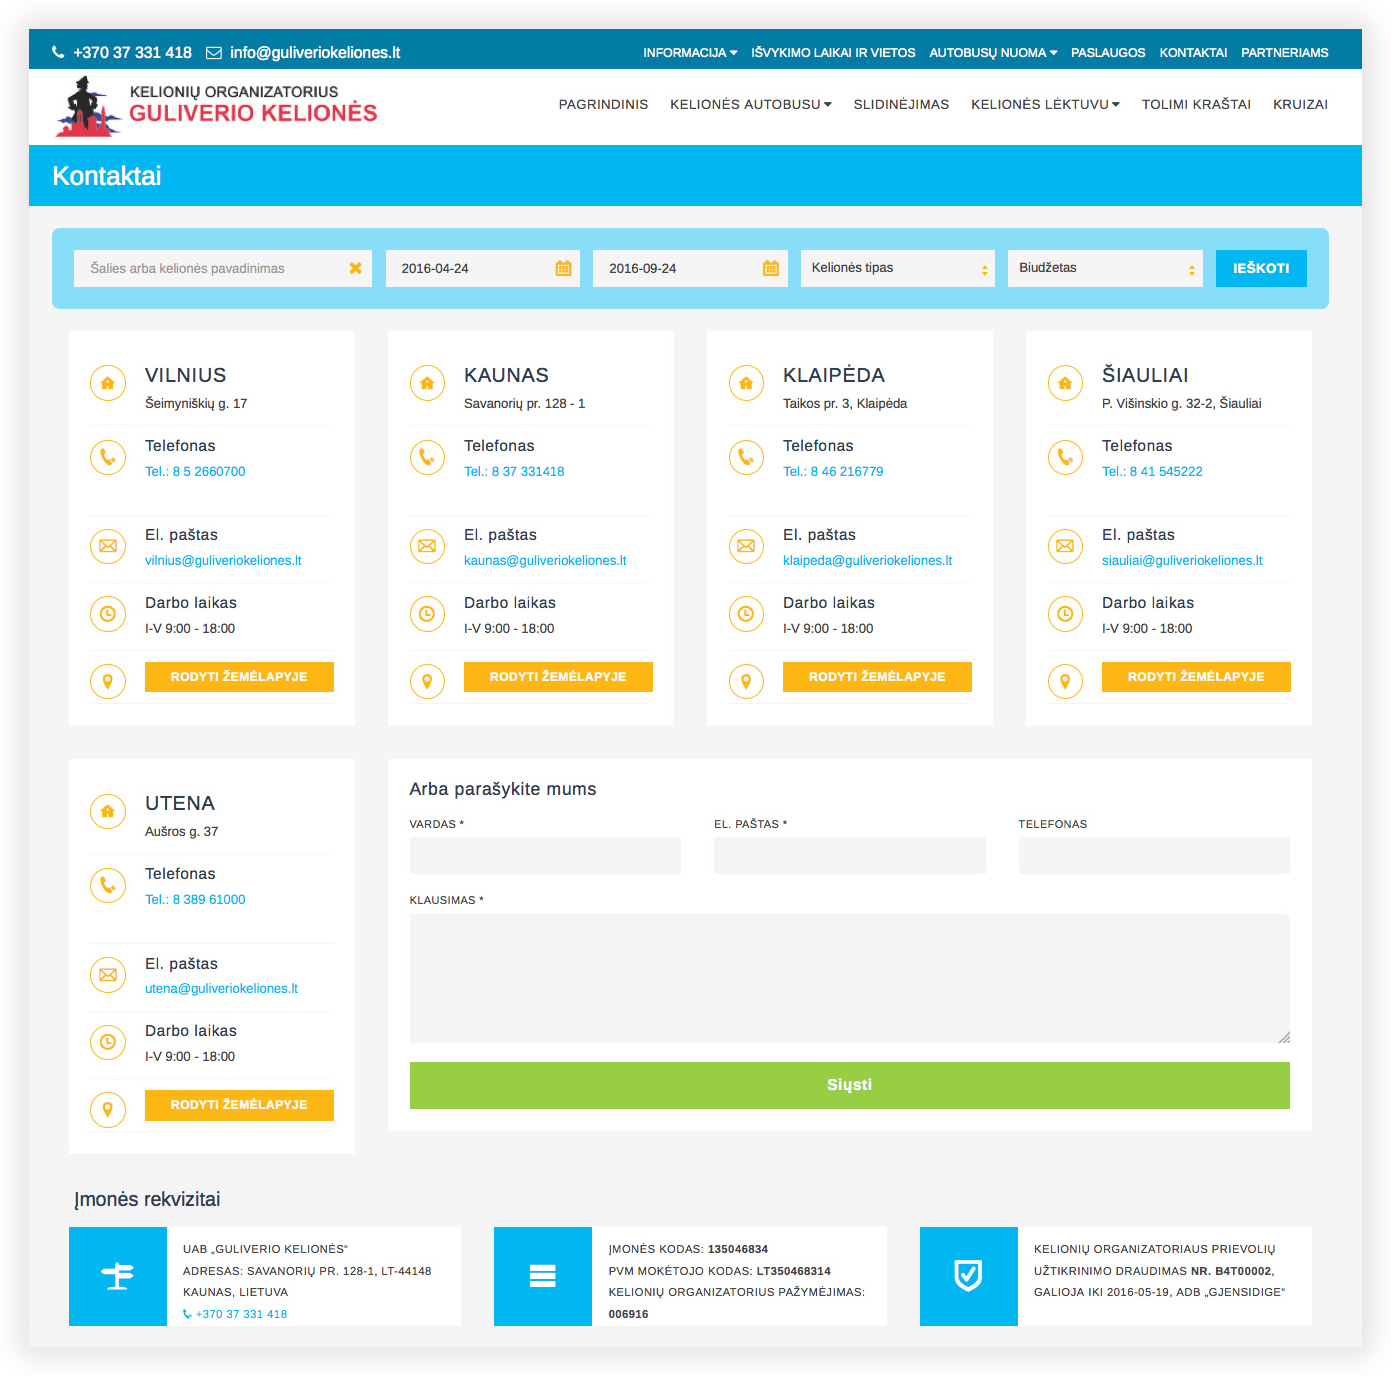 +370 37 331 418 info@guliveriokeliones.lt INFORMACIJA IŠVYKIMO LAIKAI IR VIETOS AUTOBUSŲ NUOMA PASLAUGOS KONTAKTAI PARTNERIAMS
KELIONIŲ ORGANIZATORIUS
GULIVERIO KELIONĖS
PAGRINDINIS KELIONĖS AUTOBUSU SLIDINĖJIMAS KELIONĖS LĖKTUVU TOLIMI KRAŠTAI KRUIZAI
Kontaktai
Šalies arba kelionės pavadinimas 2016-04-24 2016-09-24 Kelionės tipas Biudžetas IEŠKOTI
VILNIUS
Šeimyniškių g. 17
Telefonas
Tel.: 8 5 2660700
El. paštas
vilnius@guliveriokeliones.lt
Darbo laikas
I-V 9:00 - 18:00
RODYTI ŽEMĖLAPYJE
KAUNAS
Savanorių pr. 128 - 1
Telefonas
Tel.: 8 37 331418
El. paštas
kaunas@guliveriokeliones.lt
Darbo laikas
I-V 9:00 - 18:00
RODYTI ŽEMĖLAPYJE
KLAIPĖDA
Taikos pr. 3, Klaipėda
Telefonas
Tel.: 8 46 216779
El. paštas
klaipeda@guliveriokeliones.lt
Darbo laikas
I-V 9:00 - 18:00
RODYTI ŽEMĖLAPYJE
ŠIAULIAI
P. Višinskio g. 32-2, Šiauliai
Telefonas
Tel.: 8 41 545222
El. paštas
siauliai@guliveriokeliones.lt
Darbo laikas
I-V 9:00 - 18:00
RODYTI ŽEMĖLAPYJE
UTENA
Aušros g. 37
Telefonas
Tel.: 8 389 61000
El. paštas
utena@guliveriokeliones.lt
Darbo laikas
I-V 9:00 - 18:00
RODYTI ŽEMĖLAPYJE
Arba parašykite mums
VARDAS * EL. PAŠTAS * TELEFONAS
KLAUSIMAS *
Siųsti
Įmonės rekvizitai
UAB „GULIVERIO KELIONĖS“
ADRESAS: SAVANORIŲ PR. 128-1, LT-44148
KAUNAS, LIETUVA
+370 37 331 418
ĮMONĖS KODAS: 135046834
PVM MOKĖTOJO KODAS: LT350468314
KELIONIŲ ORGANIZATORIUS PAŽYMĖJIMAS:
006916
KELIONIŲ ORGANIZATORIAUS PRIEVOLIŲ
UŽTIKRINIMO DRAUDIMAS NR. B4T00002,
GALIOJA IKI 2016-05-19, ADB „GJENSIDIGE“